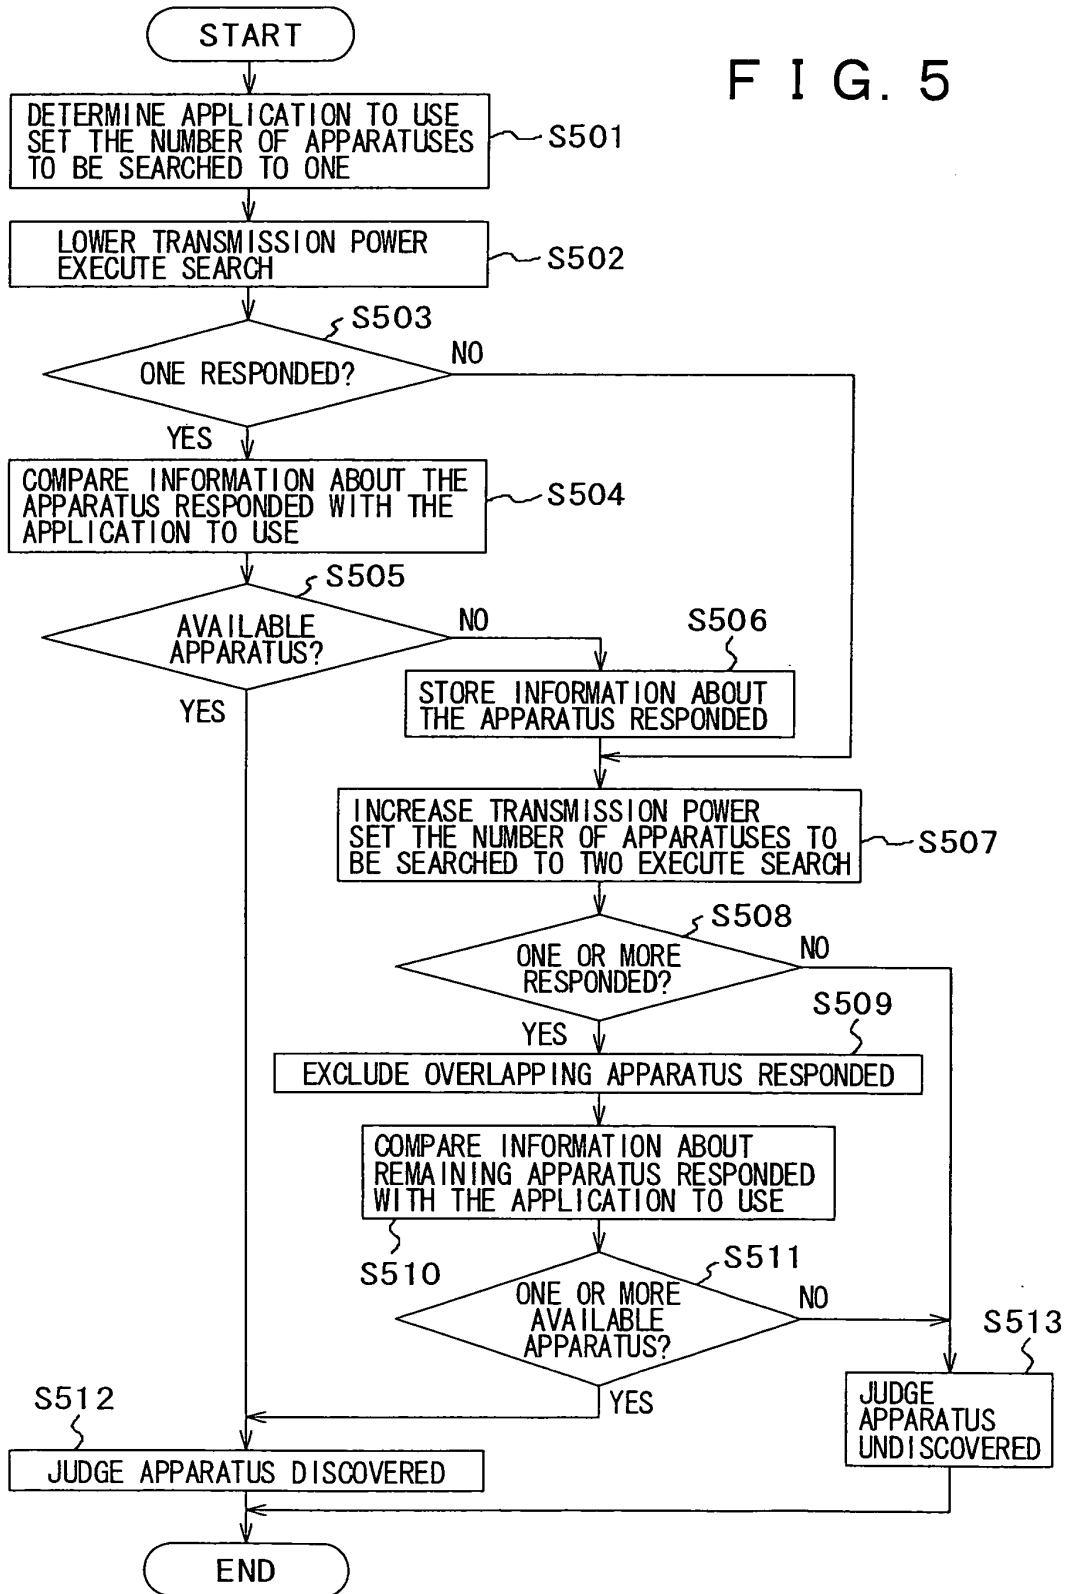 START
FIG. 5
DETERMINE APPLICATION TO USE
SET THE NUMBER OF APPARATUSES
TO BE SEARCHED TO ONE
S501
LOWER TRANSMISSION POWER
EXECUTE SEARCH
S502
S503
ONE RESPONDED?
NO
YES
COMPARE INFORMATION ABOUT THE
APPARATUS RESPONDED WITH THE
APPLICATION TO USE
S504
S505
AVAILABLE
APPARATUS?
NO
YES
S506
STORE INFORMATION ABOUT
THE APPARATUS RESPONDED
INCREASE TRANSMISSION POWER
SET THE NUMBER OF APPARATUSES TO
BE SEARCHED TO TWO EXECUTE SEARCH
S507
S508
ONE OR MORE
RESPONDED?
NO
YES
S509
EXCLUDE OVERLAPPING APPARATUS RESPONDED
COMPARE INFORMATION ABOUT
REMAINING APPARATUS RESPONDED
WITH THE APPLICATION TO USE
S510
S511
ONE OR MORE
AVAILABLE
APPARATUS?
NO
YES
S513
JUDGE
APPARATUS
UNDISCOVERED
S512
JUDGE APPARATUS DISCOVERED
END